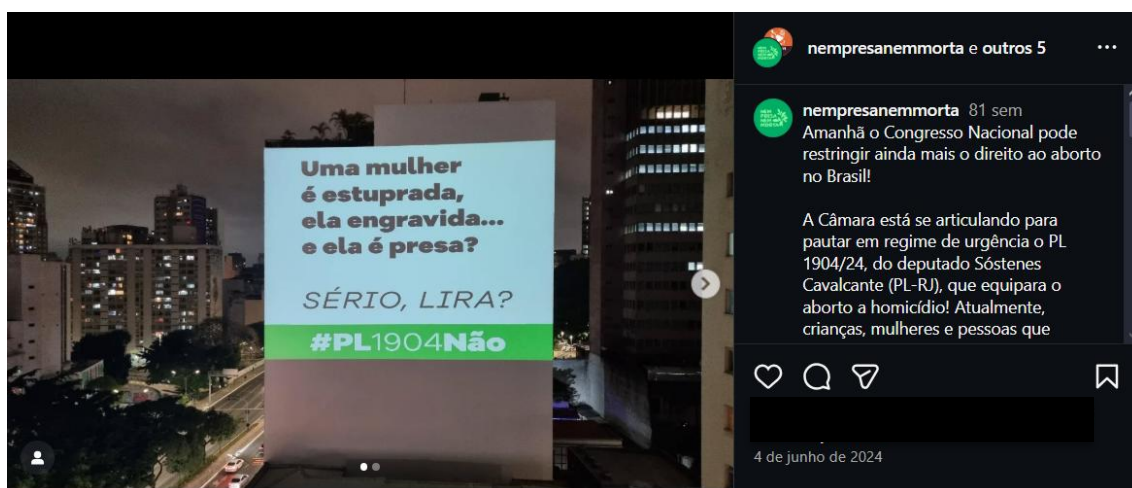 Uma mulher
é estuprada,
ela engravida...
e ela é presa?
SÉRIO, LIRA?
#PL1904Não
nempresanemmorta e outros 5
nempresanemmorta 81 sem
Amanhã o Congresso Nacional pode
restringir ainda mais o direito ao aborto
no Brasil!
A Câmara está se articulando para
pautar em regime de urgência o PL
1904/24, do deputado Sóstenes
Cavalcante (PL-RJ), que equipara o
aborto a homicídio! Atualmente,
crianças, mulheres e pessoas que
4 de junho de 2024